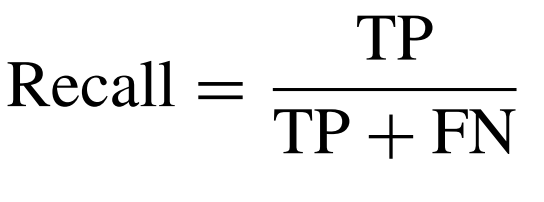 Recall = TP / TP + FN